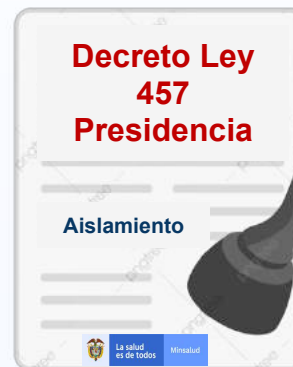 Decreto Ley
457
Presidencia
Aislamiento
La salud
es de todos
Minsalud